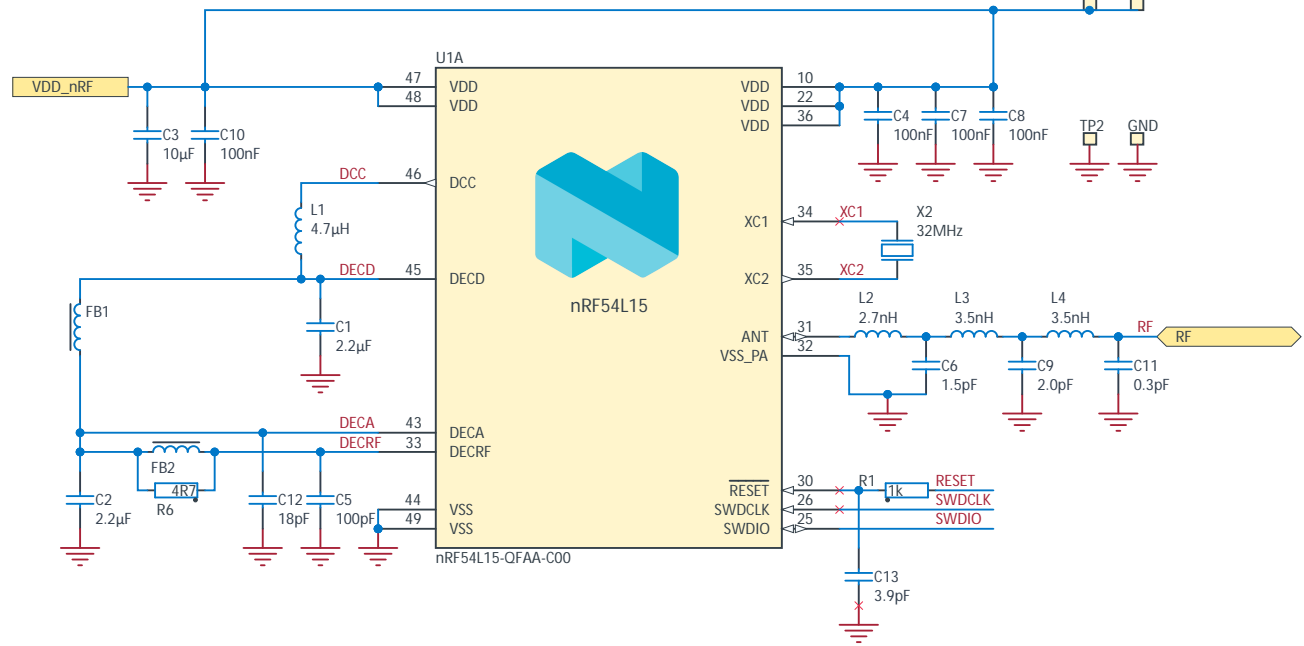 U1A
VDD_nRF
47 VDD
48 VDD
VDD 10
VDD 22
VDD 36
C3
10µF
C10
100nF
C4
100nF
C7
100nF
C8
100nF
TP2
GND
DCC 46 DCC
L1
4.7µH
DECD 45 DECD
FB1
C1
2.2µF
nRF54L15
XC1 34 XC1
XC2 35 XC2
X2
32MHz
ANT 31
VSS_PA 32
L2
2.7nH
L3
3.5nH
L4
3.5nH
RF
RF
C6
1.5pF
C9
2.0pF
C11
0.3pF
DECA 43 DECA
DECRF 33 DECRF
FB2
4R7
R6
C2
2.2µF
C12
18pF
C5
100pF
44 VSS
49 VSS
RESET 30 R1 1k RESET
SWDCLK 26 SWDCLK
SWDIO 25 SWDIO
C13
3.9pF
nRF54L15-QFAA-C00